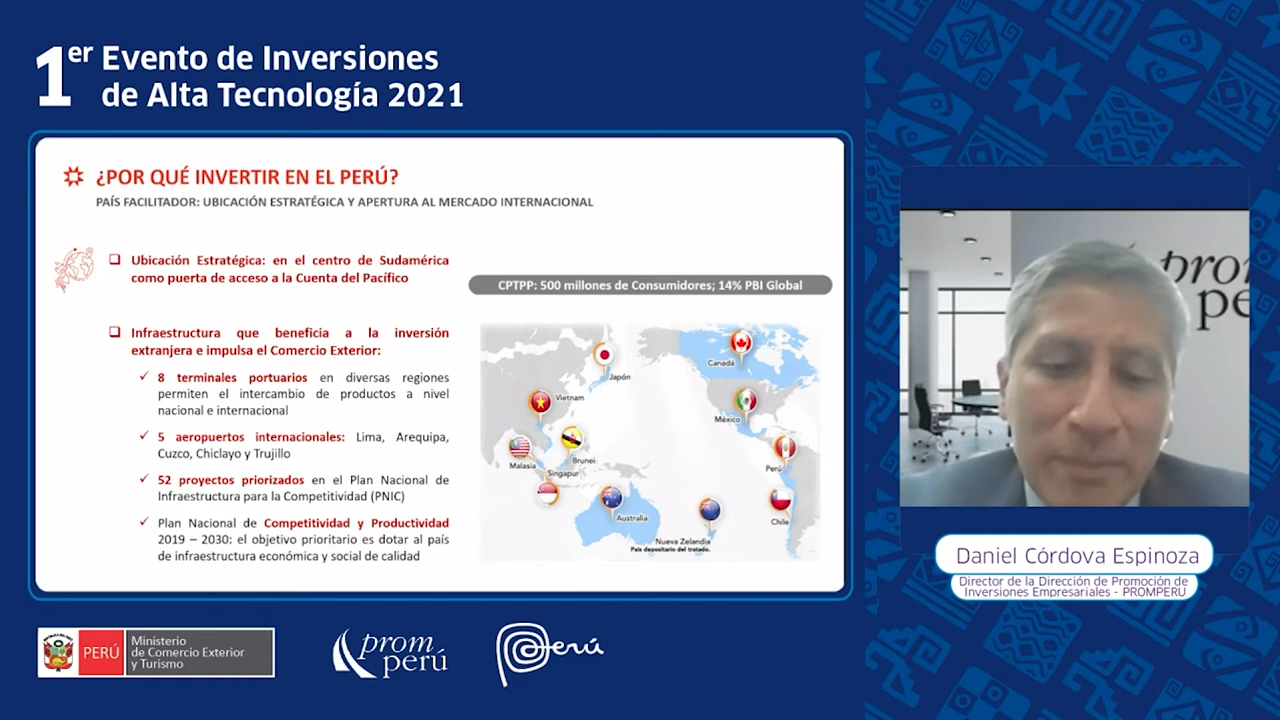 1er Evento de Inversiones
de Alta Tecnología 2021
¿POR QUÉ INVERTIR EN EL PERÚ?
PAÍS FACILITADOR: UBICACIÓN ESTRATÉGICA Y APERTURA AL MERCADO INTERNACIONAL
Ubicación Estratégica: en el centro de Sudamérica
como puerta de acceso a la Cuenta del Pacífico
Infraestructura que beneficia a la inversión
extranjera e impulsa el Comercio Exterior:
8 terminales portuarios en diversas regiones
permiten el intercambio de productos a nivel
nacional e internacional
5 aeropuertos internacionales: Lima, Arequipa,
Cuzco, Chiclayo y Trujillo
52 proyectos priorizados en el Plan Nacional de
Infraestructura para la Competitividad (PNIC)
Plan Nacional de Competitividad y Productividad
2019 – 2030: el objetivo prioritario es dotar al país
de infraestructura económica y social de calidad
CPTPP: 500 millones de Consumidores; 14% PBI Global
Canadá
Japón
Vietnam
México
Malasia
Brunei
Singapur
Perú
Australia
Chile
Nueva Zelandia
País depositario del tratado.
prom
pe
Daniel Córdova Espinoza
Director de la Dirección de Promoción de
Inversiones Empresariales - PROMPERÚ
PERÚ
Ministerio
de Comercio Exterior
y Turismo
prom
perú
Perú